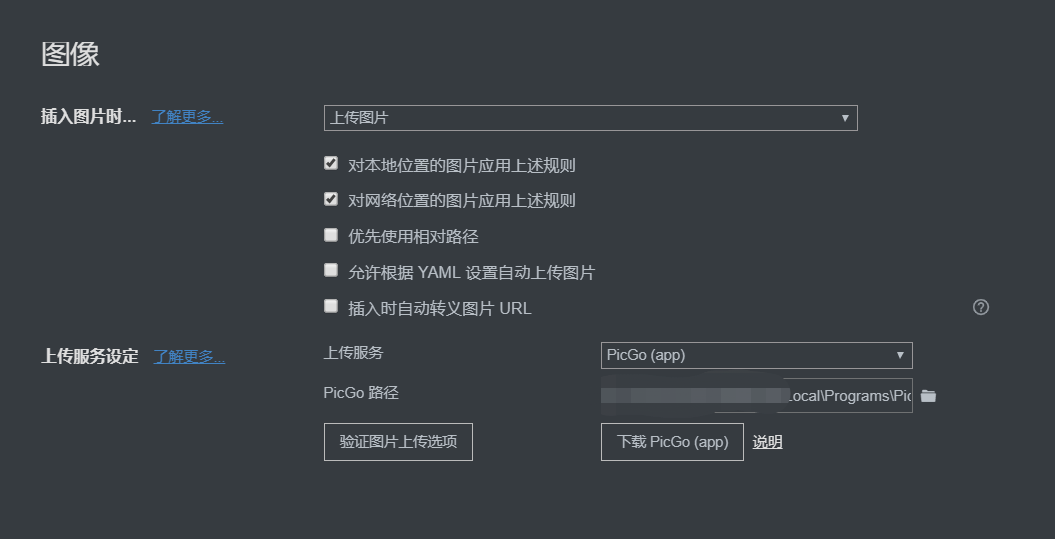 图像
插入图片时... 了解更多... 上传图片
对本地位置的图片应用上述规则
对网络位置的图片应用上述规则
优先使用相对路径
允许根据 YAML 设置自动上传图片
插入时自动转义图片 URL
上传服务设定 了解更多... 上传服务 PicGo (app)
PicGo 路径 Local\Programs\Pic
验证图片上传选项 下载 PicGo (app) 说明